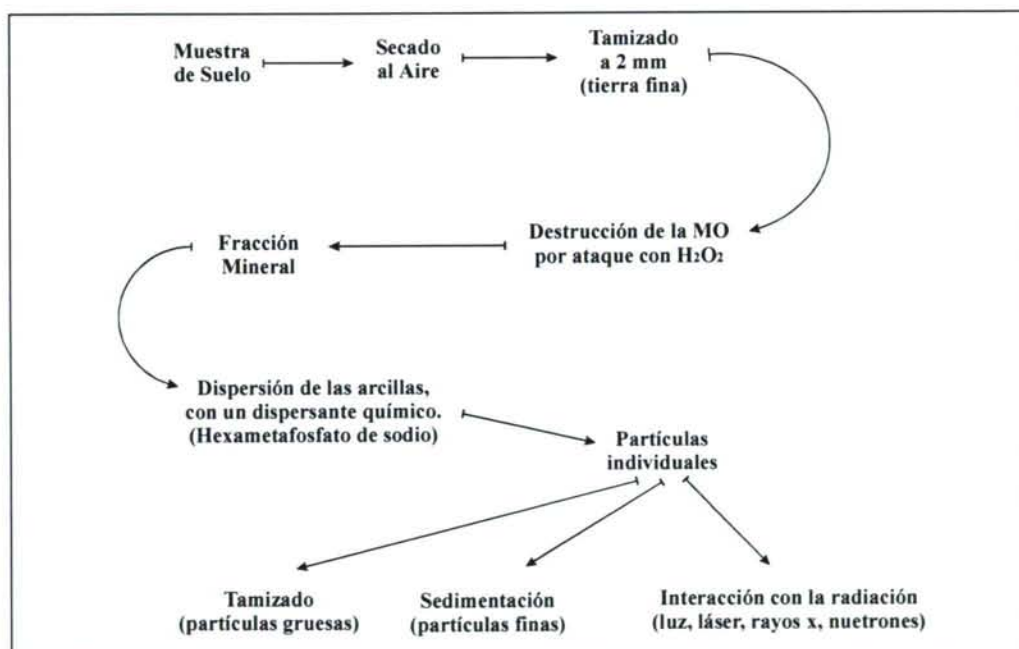 Muestra
de Suelo
Secado
al Aire
Tamizado
a 2 mm
(tierra fina)
Destrucción de la MO
por ataque con H₂O₂
Fracción
Mineral
Dispersión de las arcillas,
con un dispersante químico.
(Hexametafosfato de sodio)
Partículas
individuales
Tamizado
(partículas gruesas)
Sedimentación
(partículas finas)
Interacción con la radiación
(luz, láser, rayos x, nuetrones)